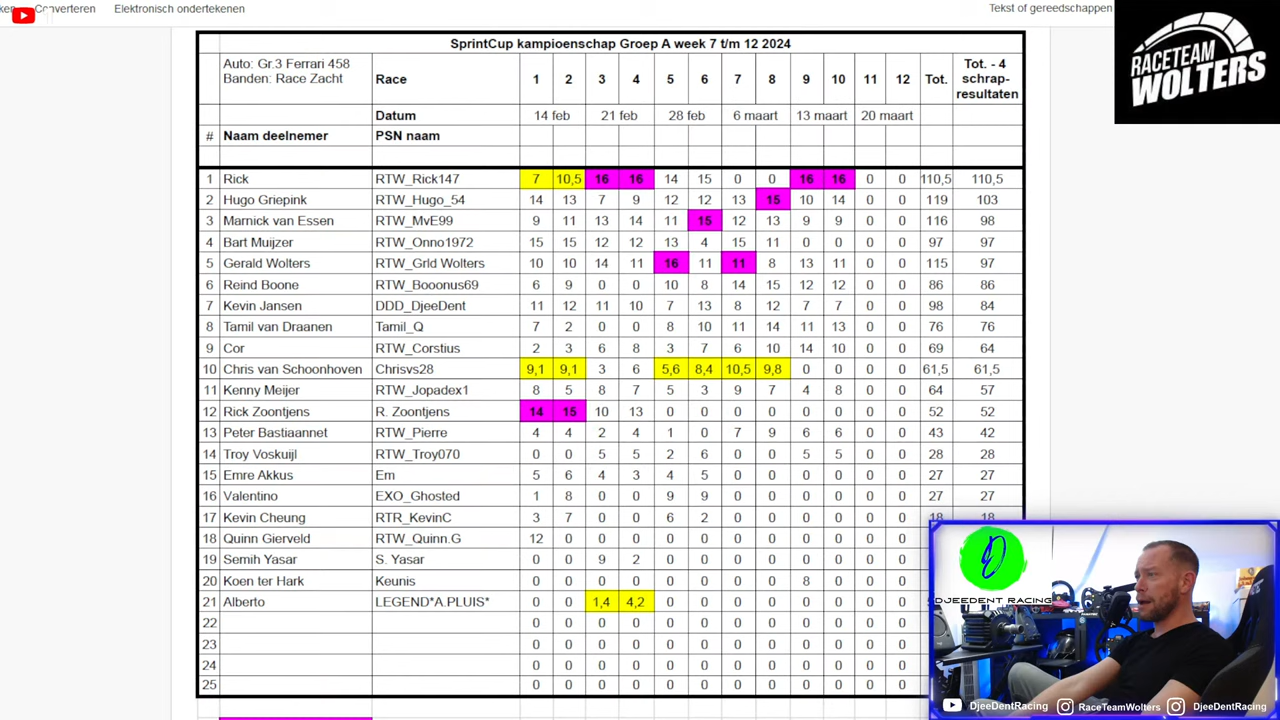 ken Converteren Elektronisch ondertekenen Tekst of gereedschappen
RACETEAM
WOLTERS
SprintCup kampioenschap Groep A week 7 t/m 12 2024
Auto: Gr.3 Ferrari 458
Banden: Race Zacht
Race 1 2 3 4 5 6 7 8 9 10 11 12 Tot. Tot. - 4 schrap-resultaten
Datum 14 feb 21 feb 28 feb 6 maart 13 maart 20 maart
# Naam deelnemer PSN naam
1 Rick RTW_Rick147 7 10,5 16 16 14 15 0 0 16 16 0 0 110,5 110,5
2 Hugo Griepink RTW_Hugo_54 14 13 7 9 12 12 13 15 10 14 0 0 119 103
3 Marnick van Essen RTW_MvE99 9 11 13 14 11 15 12 13 9 9 0 0 116 98
4 Bart Muijzer RTW_Onno1972 15 15 12 12 13 4 15 11 0 0 0 0 97 97
5 Gerald Wolters RTW_Grld Wolters 10 10 14 11 16 11 11 8 13 11 0 0 115 97
6 Reind Boone RTW_Booonus69 6 9 0 0 10 8 14 15 12 12 0 0 86 86
7 Kevin Jansen DDD_DjeeDent 11 12 11 10 7 13 8 12 7 7 0 0 98 84
8 Tamil van Draanen Tamil_Q 7 2 0 0 8 10 11 14 11 13 0 0 76 76
9 Cor RTW_Corstius 2 3 6 8 3 7 6 10 14 10 0 0 69 64
10 Chris van Schoonhoven Chrisvs28 9,1 9,1 3 6 5,6 8,4 10,5 9,8 0 0 0 0 61,5 61,5
11 Kenny Meijer RTW_Jopadex1 8 5 8 7 5 3 9 7 4 8 0 0 64 57
12 Rick Zoontjens R. Zoontjens 14 15 10 13 0 0 0 0 0 0 0 0 52 52
13 Peter Bastiaannet RTW_Pierre 4 4 2 4 1 0 7 9 6 6 0 0 43 42
14 Troy Voskuijl RTW_Troy070 0 0 5 5 2 6 0 0 5 5 0 0 28 28
15 Emre Akkus Em 5 6 4 3 4 5 0 0 0 0 0 0 27 27
16 Valentino EXO_Ghosted 1 8 0 0 9 9 0 0 0 0 0 0 27 27
17 Kevin Cheung RTR_KevinC 3 7 0 0 6 2 0 0 0 0 0 0 18 18
18 Quinn Gierveld RTW_Quinn.G 12 0 0 0 0 0 0 0 0 0 0 0
19 Semih Yasai S. Yasar 0 0 9 2 0 0 0 0 0 0 0 0
20 Koen ter Hark Keunis 0 0 0 0 0 0 0 0 8 0 0 0
21 Alberto LEGEND*A.PLUIS* 0 0 1,4 4,2 0 0 0 0 0 0 0 0
22 0 0 0 0 0 0 0 0 0 0 0 0
23 0 0 0 0 0 0 0 0 0 0 0 0
24 0 0 0 0 0 0 0 0 0 0 0 0
25 0 0 0 0 0 0 0 0 0 0 0 0
DJEEDENT RACING
DjeeDentRacing RaceTeamWolters DjeeDentRacing